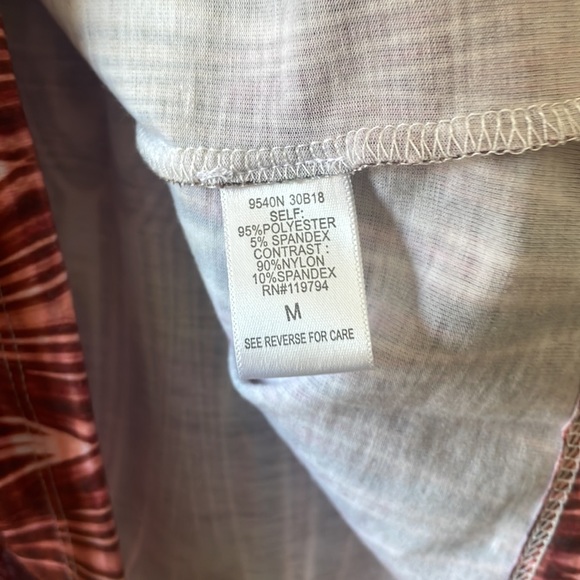 9540N 30B18
SELF:
95%POLYESTER
5% SPANDEX
CONTRAST :
90%NYLON
10%SPANDEX
RN#119794
M
SEE REVERSE FOR CARE